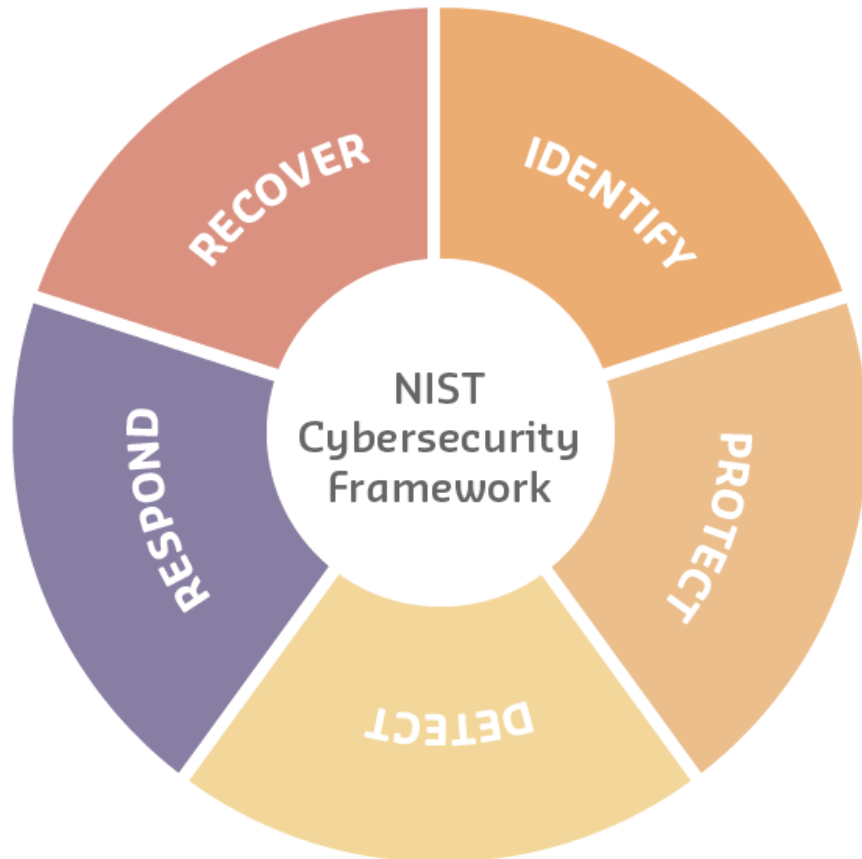 RECOVER
IDENTIFY
NIST
Cybersecurity
Framework
RESPOND
PROTECT
DETECT